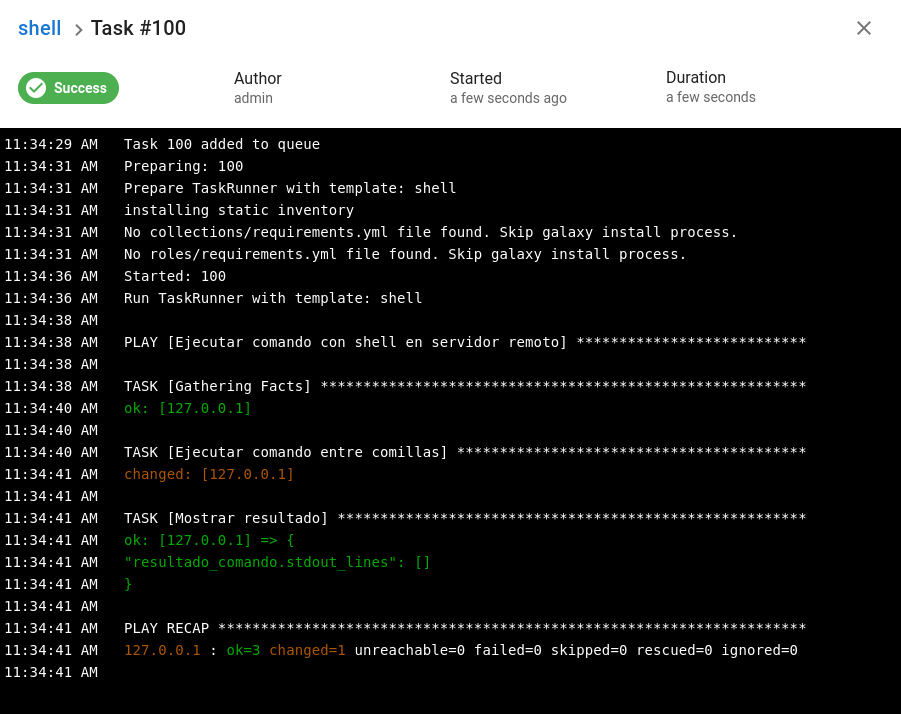 shell > Task #100
Success
Author
admin
Started
a few seconds ago
Duration
a few seconds
11:34:29 AM Task 100 added to queue
11:34:31 AM Preparing: 100
11:34:31 AM Prepare TaskRunner with template: shell
11:34:31 AM installing static inventory
11:34:31 AM No collections/requirements.yml file found. Skip galaxy install process.
11:34:31 AM No roles/requirements.yml file found. Skip galaxy install process.
11:34:36 AM Started: 100
11:34:36 AM Run TaskRunner with template: shell
11:34:38 AM
11:34:38 AM PLAY [Ejecutar comando con shell en servidor remoto] ***************************
11:34:38 AM
11:34:38 AM TASK [Gathering Facts] *********************************************************
11:34:40 AM ok: [127.0.0.1]
11:34:40 AM
11:34:40 AM TASK [Ejecutar comando entre comillas] *****************************************
11:34:41 AM changed: [127.0.0.1]
11:34:41 AM
11:34:41 AM TASK [Mostrar resultado] *******************************************************
11:34:41 AM ok: [127.0.0.1] => {
11:34:41 AM "resultado_comando.stdout_lines": []
11:34:41 AM }
11:34:41 AM
11:34:41 AM PLAY RECAP *********************************************************************
11:34:41 AM 127.0.0.1 : ok=3 changed=1 unreachable=0 failed=0 skipped=0 rescued=0 ignored=0
11:34:41 AM